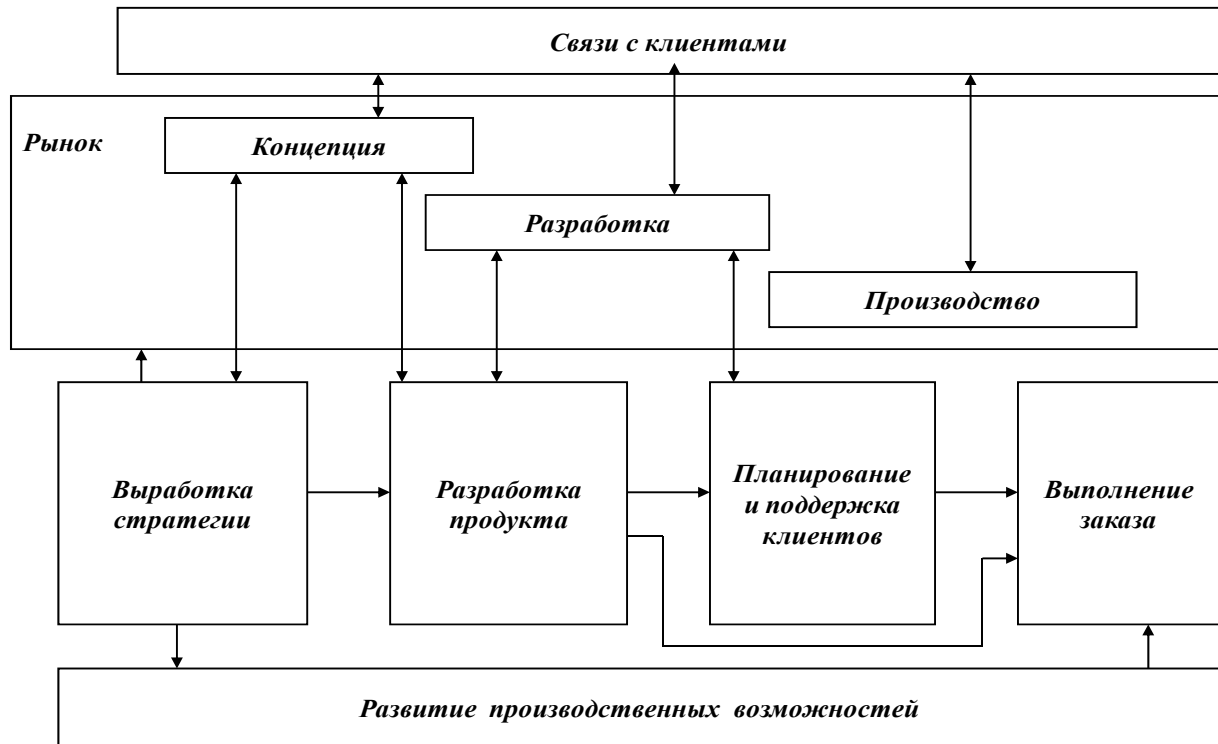 Связи с клиентами
Рынок
Концепция
Разработка
Производство
Выработка
стратегии
Разработка
продукта
Планирование
и поддержка
клиентов
Выполнение
заказа
Развитие производственных возможностей